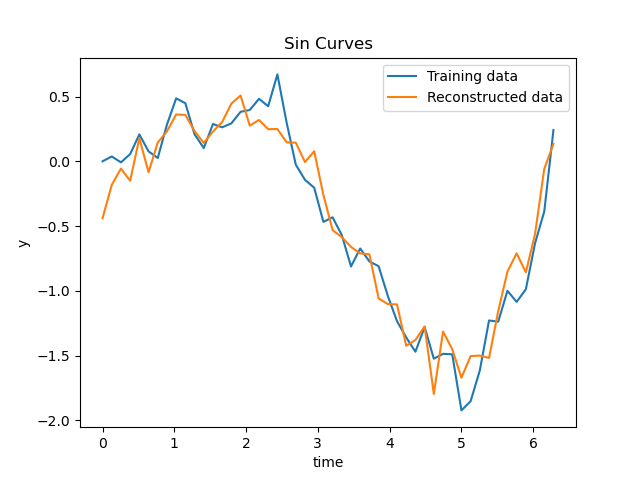 Sin Curves
Training data
Reconstructed data
0.5
0.0
−0.5
−1.0
−1.5
−2.0
y
0 1 2 3 4 5 6
time